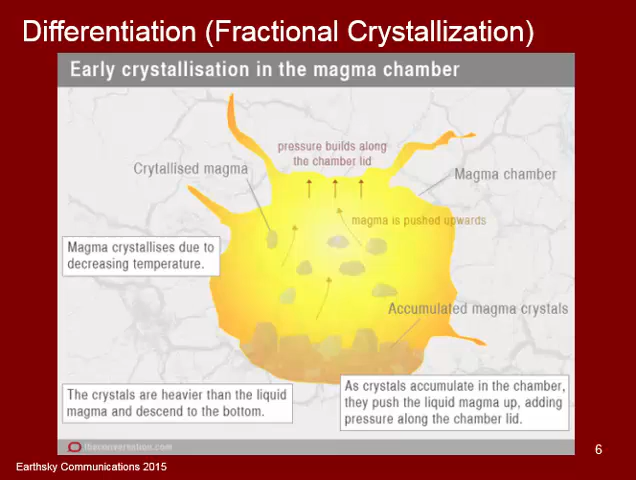 Differentiation (Fractional Crystallization)
Early crystallisation in the magma chamber
pressure builds along
the chamber lid
Crytallised magma
Magma chamber
magma is pushed upwards
Magma crystallises due to
decreasing temperature.
Accumulated magma crystals
The crystals are heavier than the liquid
magma and descend to the bottom.
As crystals accumulate in the chamber,
they push the liquid magma up, adding
pressure along the chamber lid.
theconversation.com
6
Earthsky Communications 2015